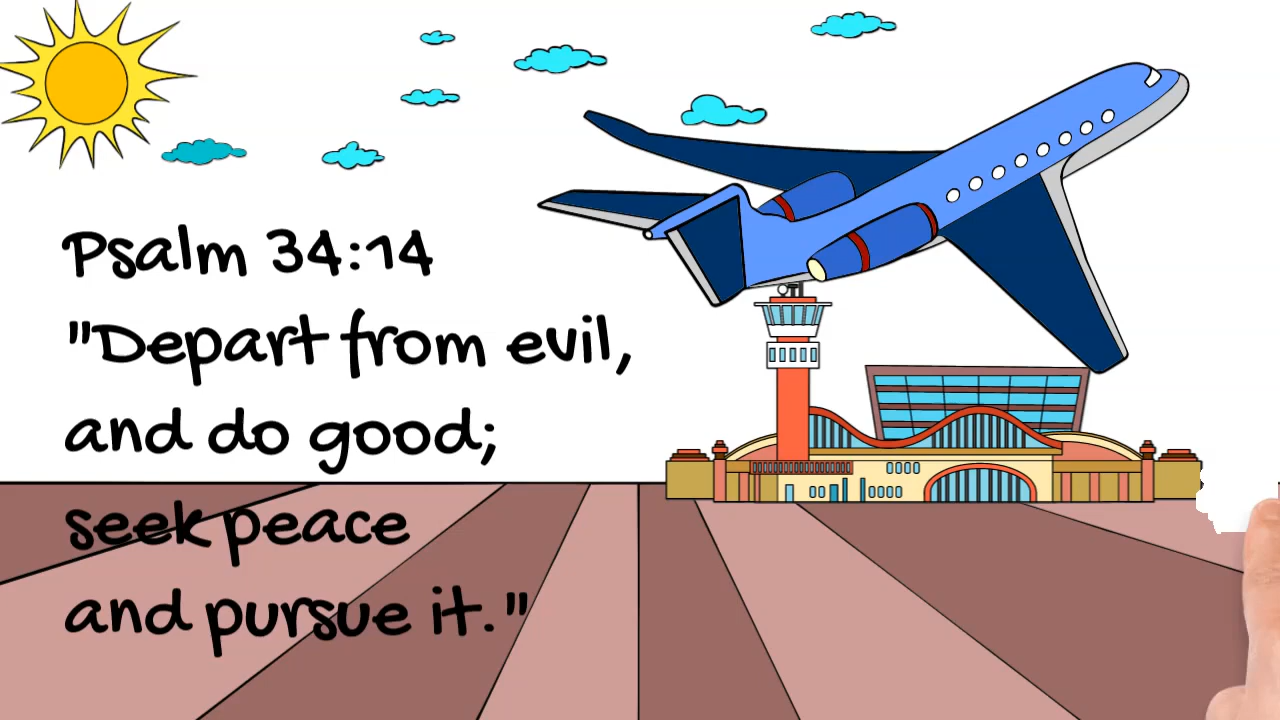 Psalm 34:14
"Depart from evil,
and do good;
seek peace
and pursue it."